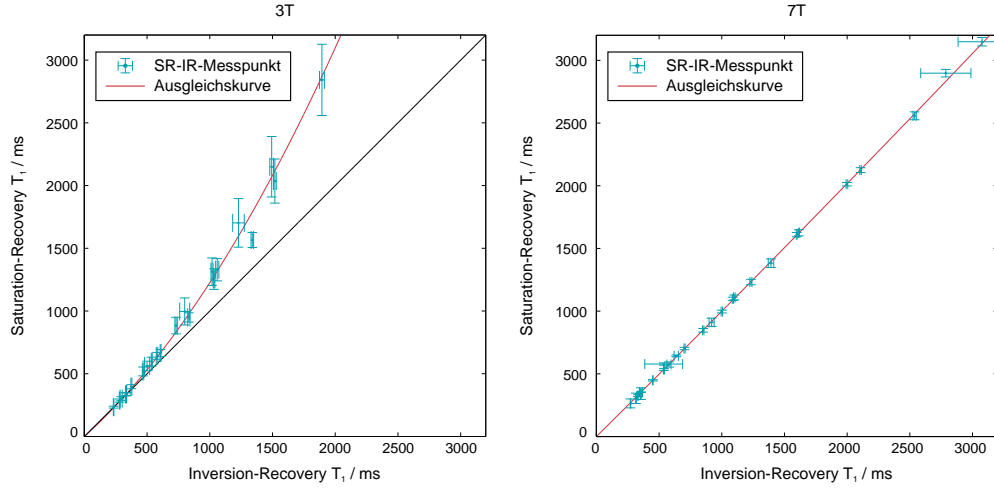 3T
SR-IR-Messpunkt
Ausgleichskurve
3000
2500
2000
1500
1000
500
0
0 500 1000 1500 2000 2500 3000
Saturation-Recovery T₁ / ms
Inversion-Recovery T₁ / ms
7T
SR-IR-Messpunkt
Ausgleichskurve
3000
2500
2000
1500
1000
500
0
0 500 1000 1500 2000 2500 3000
Saturation-Recovery T₁ / ms
Inversion-Recovery T₁ / ms